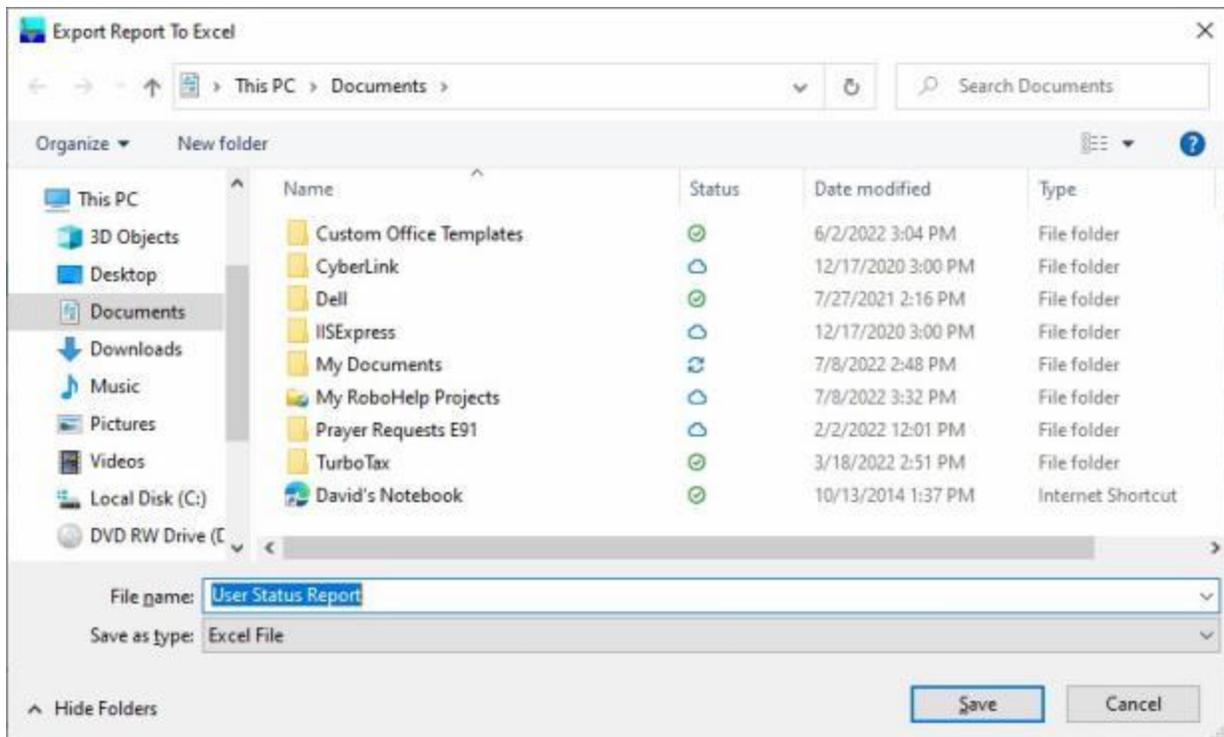 Export Report To Excel
This PC > Documents >
Search Documents
Organize
New folder
Name Status Date modified Type
This PC
3D Objects
Desktop
Documents
Downloads
Music
Pictures
Videos
Local Disk (C:)
DVD RW Drive (D
Custom Office Templates 6/2/2022 3:04 PM File folder
CyberLink 12/17/2020 3:00 PM File folder
Dell 7/27/2021 2:16 PM File folder
IISExpress 12/17/2020 3:00 PM File folder
My Documents 7/8/2022 2:48 PM File folder
My RoboHelp Projects 7/8/2022 3:32 PM File folder
Prayer Requests E91 2/2/2022 12:01 PM File folder
TurboTax 3/18/2022 2:51 PM File folder
David's Notebook 10/13/2014 1:37 PM Internet Shortcut
File name: User Status Report
Save as type: Excel File
Hide Folders
Save
Cancel